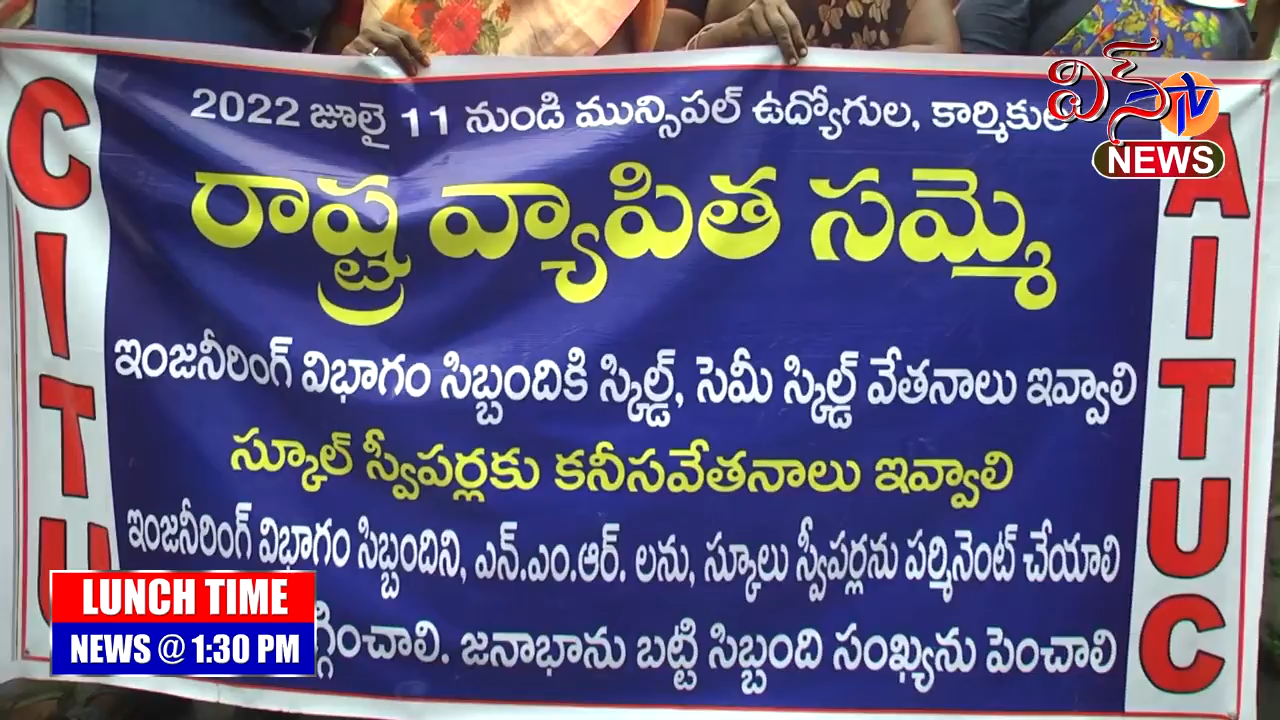 2022 జూలై 11 నుండి మున్సిపల్ ఉద్యోగుల, కార్మికుల
రాష్ట్ర వ్యాపిత సమ్మె
ఇంజనీరింగ్ విభాగం సిబ్బందికి స్కిల్డ్, సెమీ స్కిల్డ్ వేతనాలు ఇవ్వాలి
స్కూల్ స్వీపర్లకు కనీసవేతనాలు ఇవ్వాలి
ఇంజనీరింగ్ విభాగం సిబ్బందిని, ఎన్.ఎం.ఆర్. లను, స్కూలు స్వీపర్లను పర్మినెంట్ చేయాలి
జనాభాను బట్టి సిబ్బంది సంఖ్యను పెంచాలి
CITU
AITUC
విన్ TV
NEWS
LUNCH TIME
NEWS @ 1:30 PM